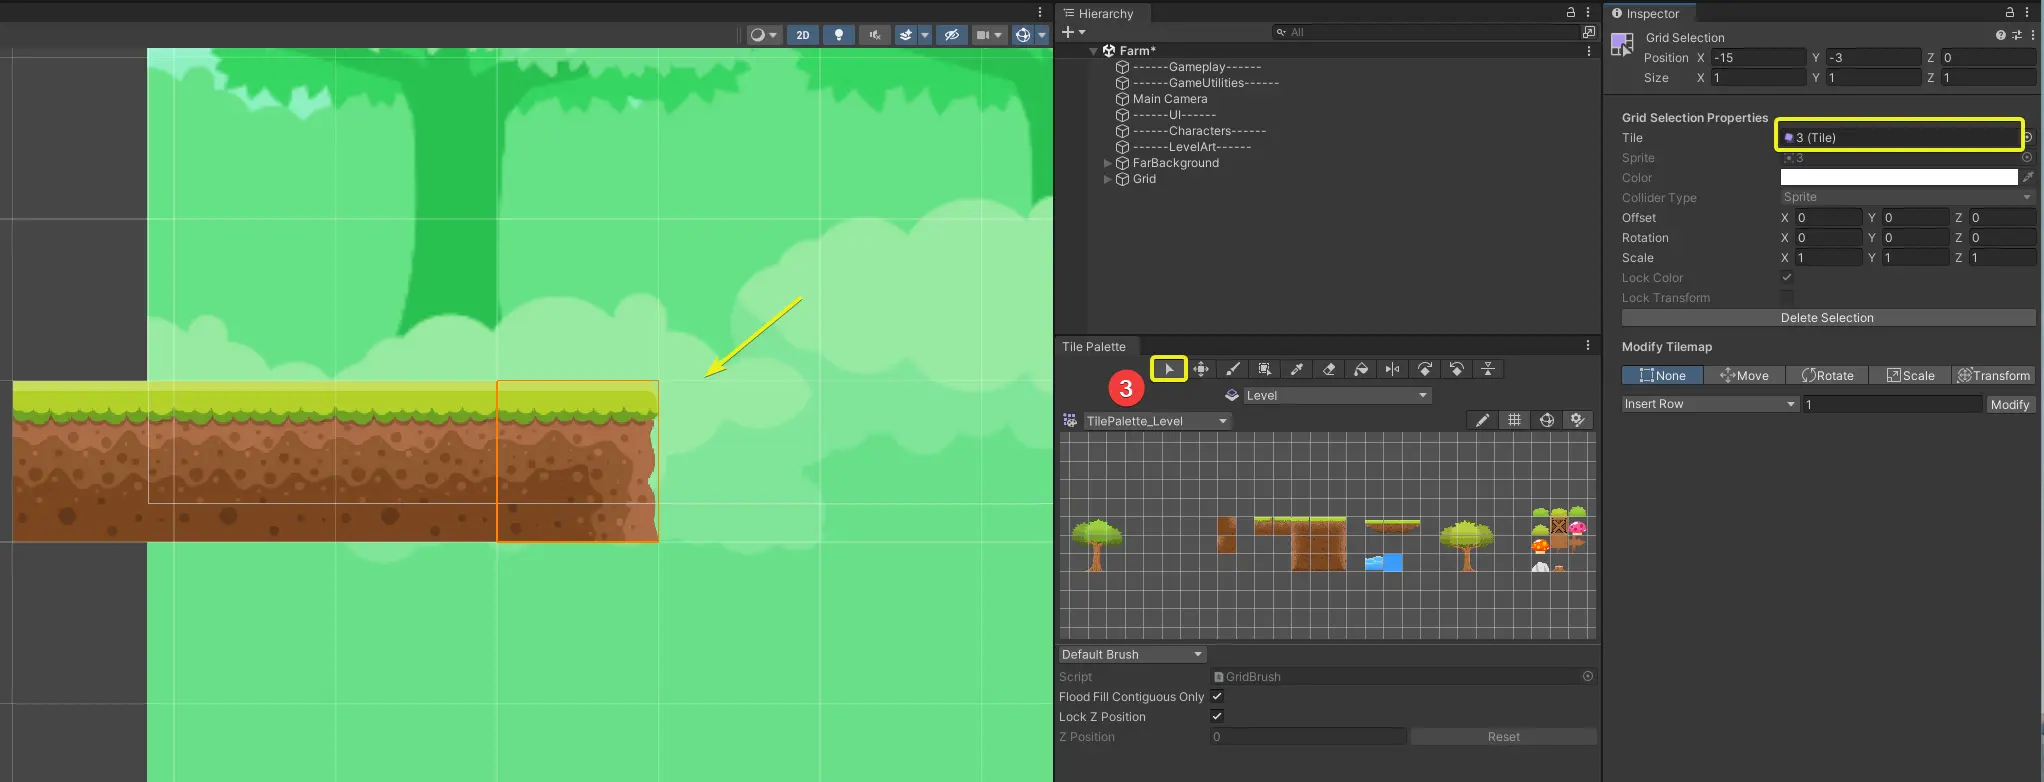 2D
Hierarchy
All
Farm*
------Gameplay------
------GameUtilities------
Main Camera
------UI------
------Characters------
------LevelArt------
FarBackground
Grid
Tile Palette
3
Level
TilePalette_Level
Default Brush
Script GridBrush
Flood Fill Contiguous Only
Lock Z Position
Z Position 0 Reset
Inspector
Grid Selection
Position X -15 Y -3 Z 0
Size X 1 Y 1 Z 1
Grid Selection Properties
Tile 3 (Tile)
Sprite 3
Color
Collider Type Sprite
Offset X 0 Y 0 Z 0
Rotation X 0 Y 0 Z 0
Scale X 1 Y 1 Z 1
Lock Color
Lock Transform
Delete Selection
Modify Tilemap
None Move Rotate Scale Transform
Insert Row 1 Modify